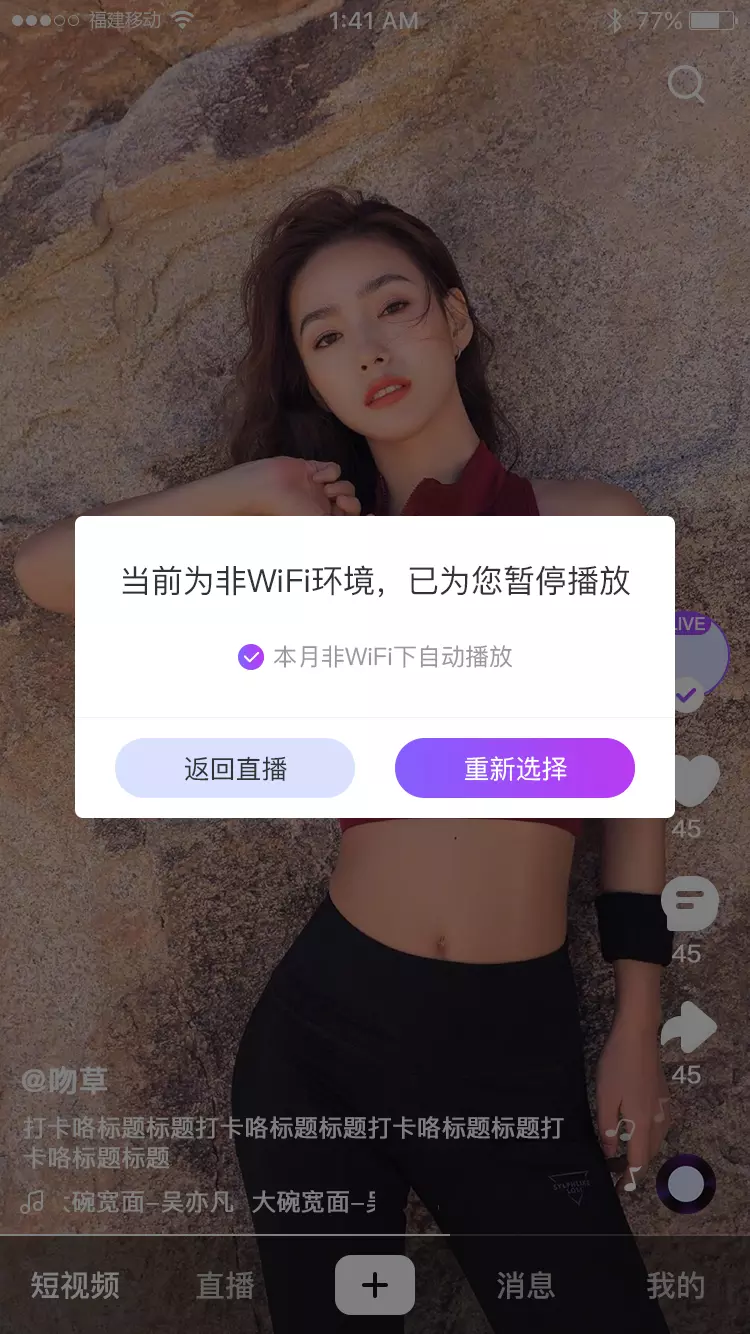 福建移动
1:41 AM
77%
当前为非WiFi环境，已为您暂停播放
LIVE
本月非WiFi下自动播放
返回直播
重新选择
45
45
45
@吻草
打卡咯标题标题打卡咯标题标题打卡咯标题标题打
卡咯标题标题
碗宽面-吴亦凡 大碗宽面-
短视频
直播
消息
我的